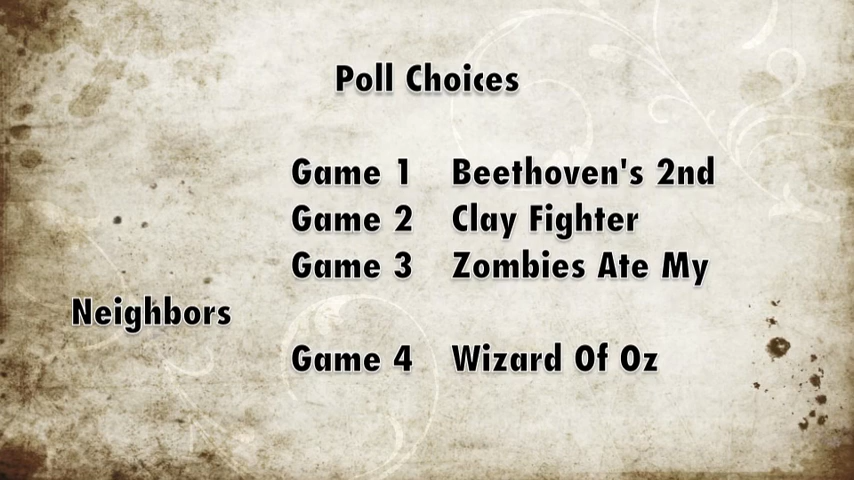 Poll Choices
Game 1 Beethoven's 2nd
Game 2 Clay Fighter
Game 3 Zombies Ate My
Neighbors
Game 4 Wizard Of Oz